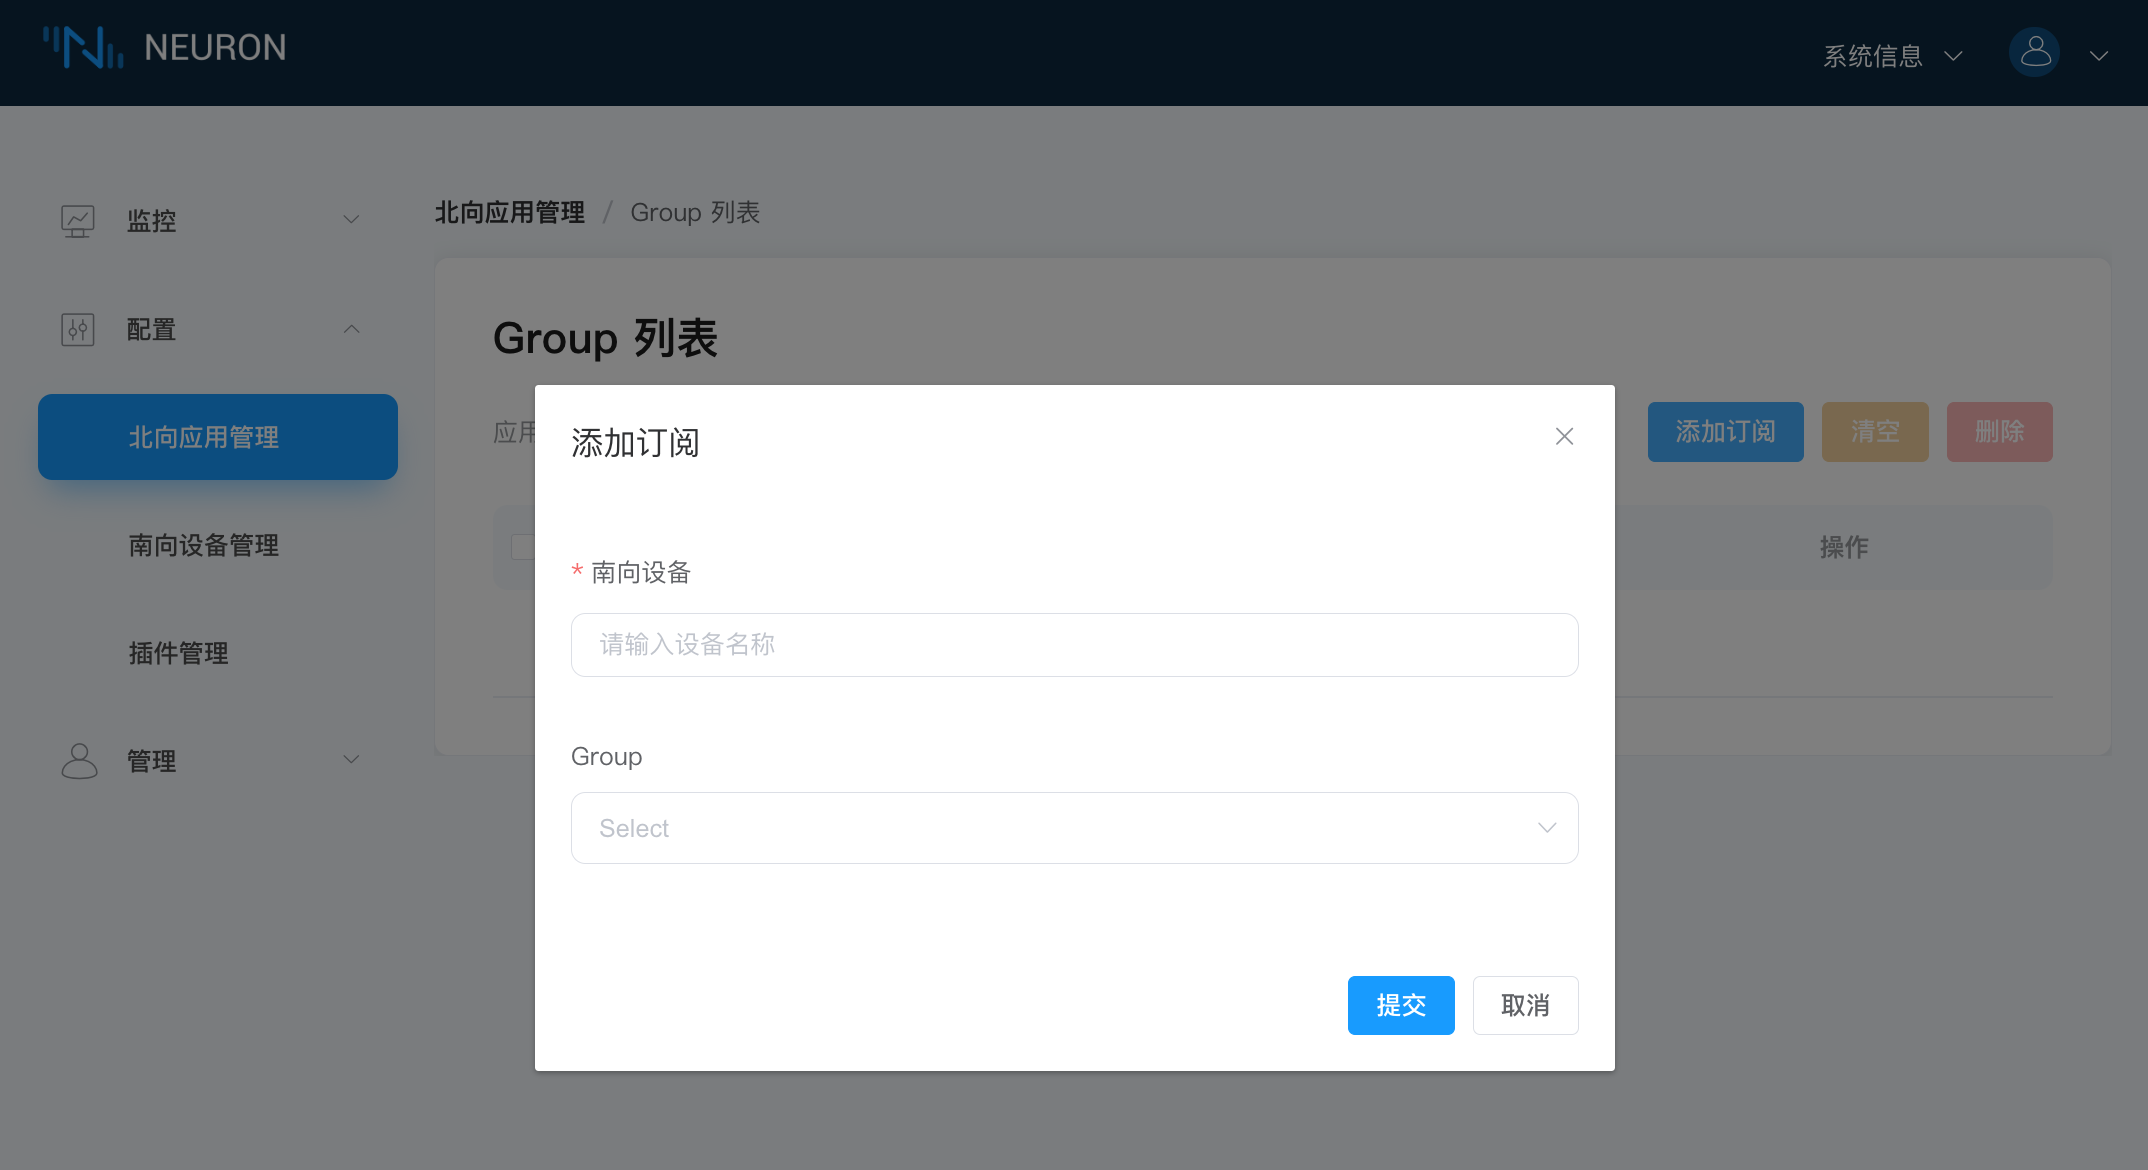 NEURON
系统信息
监控
配置
北向应用管理
南向设备管理
插件管理
管理
北向应用管理 / Group 列表
Group 列表
应用
添加订阅
清空
删除
操作
添加订阅
* 南向设备
请输入设备名称
Group
Select
提交
取消